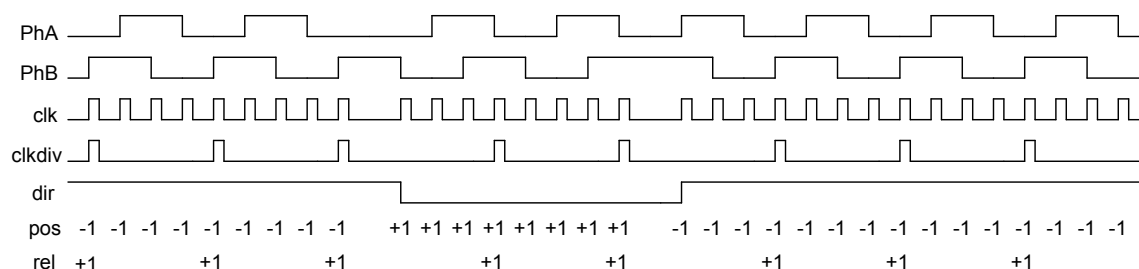 PhA
PhB
clk
clkdiv
dir
pos -1 -1 -1 -1 -1 -1 -1 -1 -1 +1 +1 +1 +1 +1 +1 +1 +1 -1 -1 -1 -1 -1 -1 -1 -1 -1 -1 -1 -1 -1 -1 -1
rel +1 +1 +1 +1 +1 +1 +1 +1